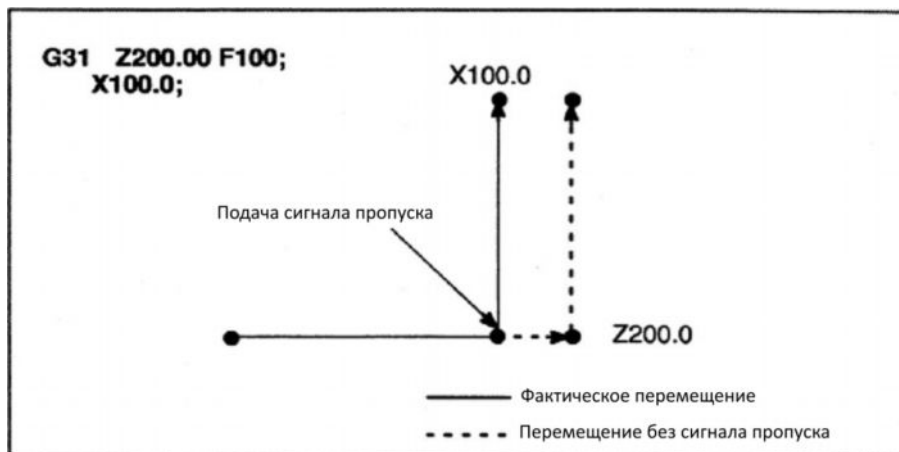 G31 Z200.00 F100;
X100.0;
X100.0
Подача сигнала пропуска
Z200.0
Фактическое перемещение
Перемещение без сигнала пропуска